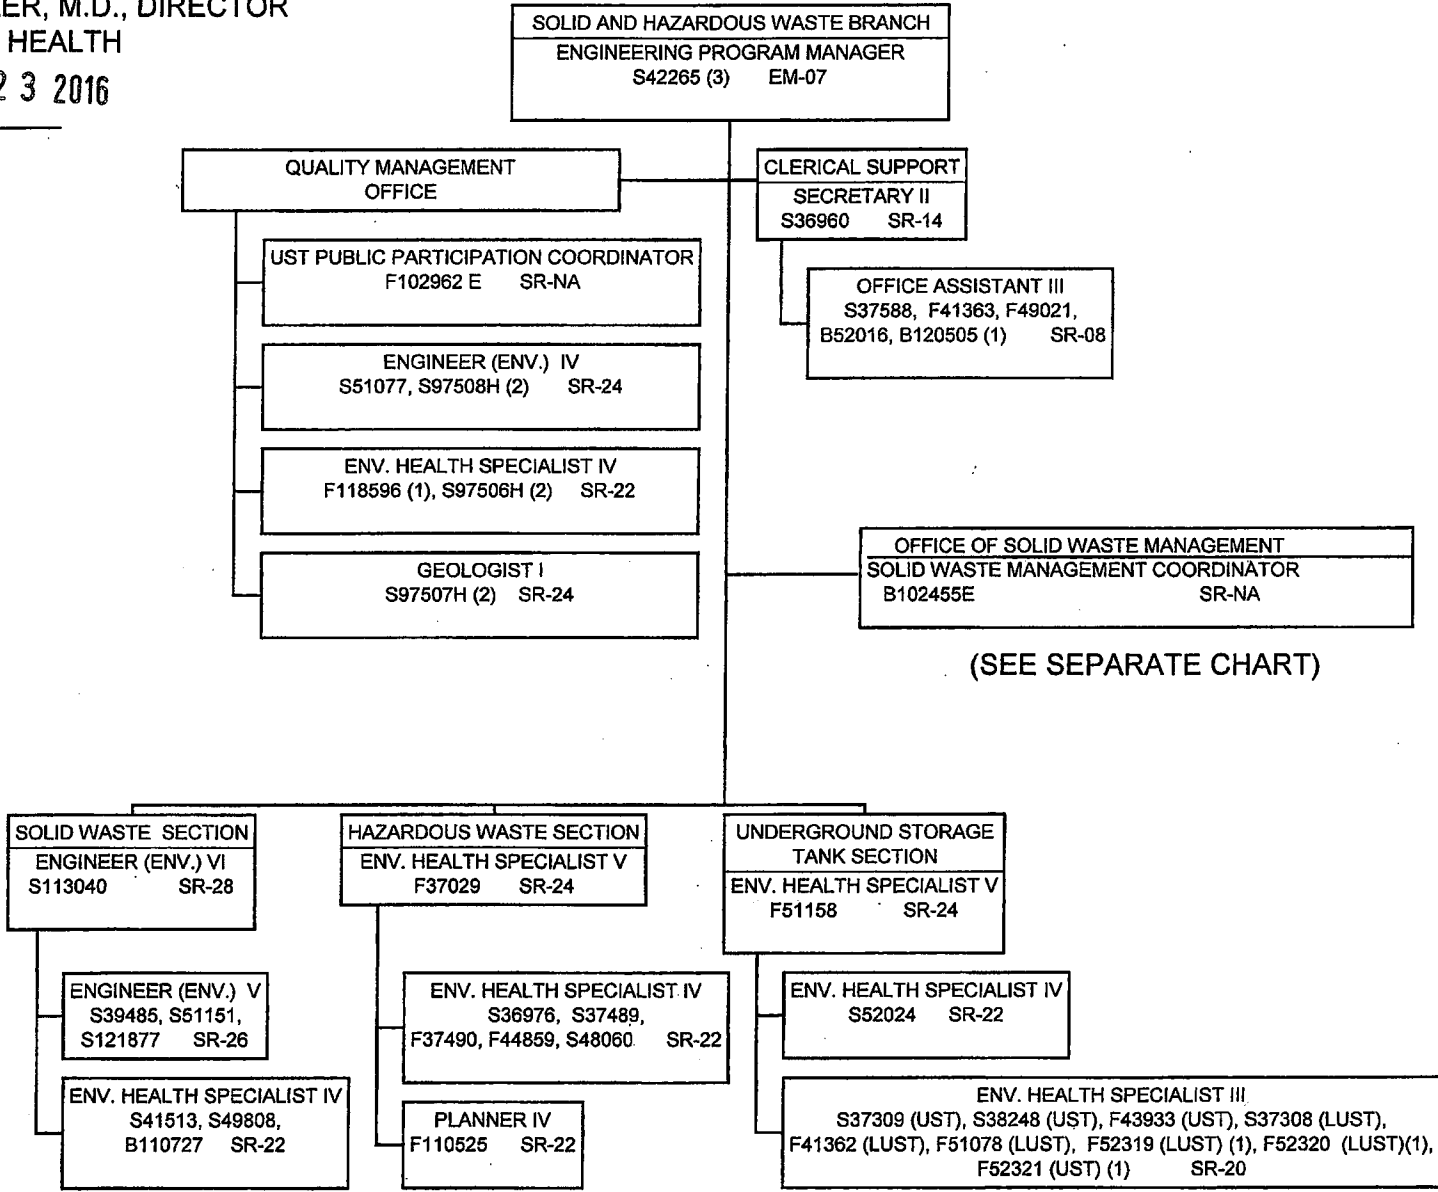 ER, M.D., DIRECTOR
HEALTH
2 3 2016
SOLID AND HAZARDOUS WASTE BRANCH
ENGINEERING PROGRAM MANAGER
S42265 (3) EM-07
QUALITY MANAGEMENT
OFFICE
CLERICAL SUPPORT
SECRETARY II
S36960 SR-14
UST PUBLIC PARTICIPATION COORDINATOR
F102962 E SR-NA
OFFICE ASSISTANT III
S37588, F41363, F49021,
B52016, B120505 (1) SR-08
ENGINEER (ENV.) IV
S51077, S97508H (2) SR-24
ENV. HEALTH SPECIALIST IV
F118596 (1), S97506H (2) SR-22
GEOLOGIST I
S97507H (2) SR-24
OFFICE OF SOLID WASTE MANAGEMENT
SOLID WASTE MANAGEMENT COORDINATOR
B102455E SR-NA
(SEE SEPARATE CHART)
SOLID WASTE SECTION
ENGINEER (ENV.) VI
S113040 SR-28
ENGINEER (ENV.) V
S39485, S51151,
S121877 SR-26
ENV. HEALTH SPECIALIST IV
S41513, S49808,
B110727 SR-22
HAZARDOUS WASTE SECTION
ENV. HEALTH SPECIALIST V
F37029 SR-24
ENV. HEALTH SPECIALIST IV
S36976, S37489,
F37490, F44859, S48060 SR-22
PLANNER IV
F110525 SR-22
UNDERGROUND STORAGE
TANK SECTION
ENV. HEALTH SPECIALIST V
F51158 SR-24
ENV. HEALTH SPECIALIST IV
S52024 SR-22
ENV. HEALTH SPECIALIST III
S37309 (UST), S38248 (UST), F43933 (UST), S37308 (LUST),
F41362 (LUST), F51078 (LUST), F52319 (LUST) (1), F52320 (LUST)(1),
F52321 (UST) (1) SR-20